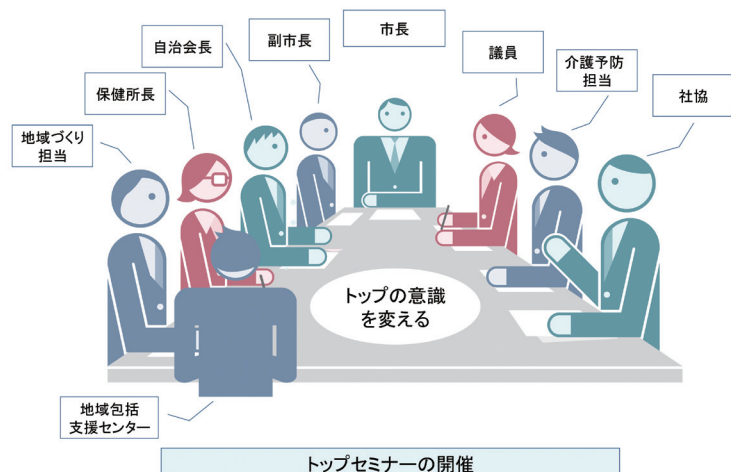 市長
副市長
議員
自治会長
介護予防
担当
保健所長
社協
地域づくり
担当
トップの意識
を変える
地域包括
支援センター
トップセミナーの開催